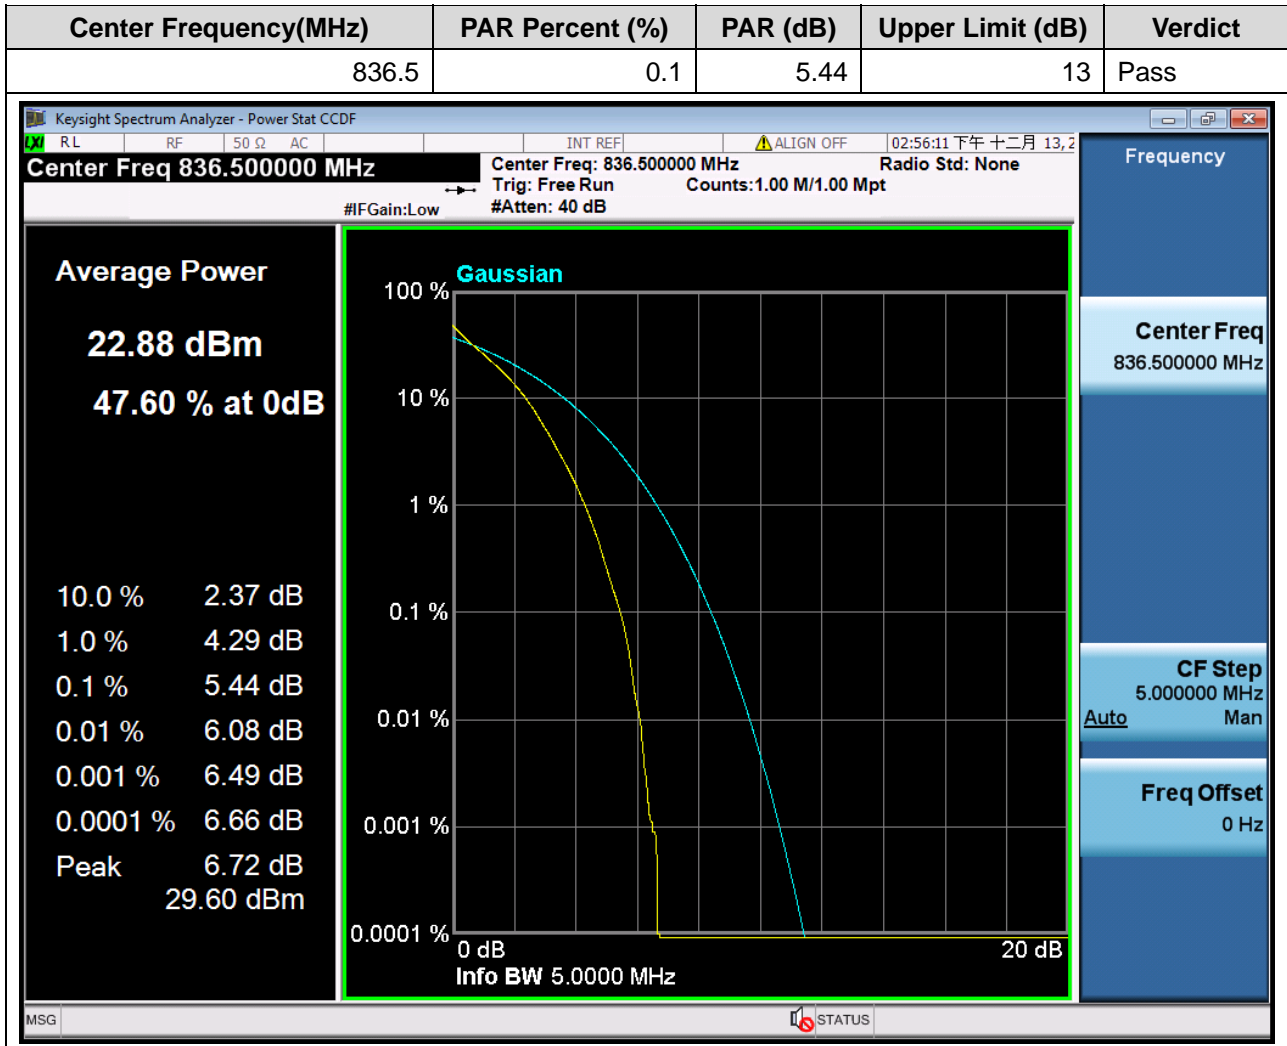 Center Frequency(MHz) PAR Percent (%) PAR (dB) Upper Limit (dB) Verdict
836.5 0.1 5.44 13 Pass
Keysight Spectrum Analyzer - Power Stat CCDF
LXI RL RF 50 Ω AC INT REF ALIGN OFF 02:56:11 下午 十二月 13, 2
Center Freq 836.500000 MHz
Center Freq: 836.500000 MHz Radio Std: None
Trig: Free Run Counts:1.00 M/1.00 Mpt
#IFGain:Low #Atten: 40 dB
Frequency
Average Power
22.88 dBm
47.60 % at 0dB
10.0 % 2.37 dB
1.0 % 4.29 dB
0.1 % 5.44 dB
0.01 % 6.08 dB
0.001 % 6.49 dB
0.0001 % 6.66 dB
Peak 6.72 dB
29.60 dBm
Gaussian
100 %
10 %
1 %
0.1 %
0.01 %
0.001 %
0.0001 %
0 dB 20 dB
Info BW 5.0000 MHz
Center Freq
836.500000 MHz
CF Step
5.000000 MHz
Auto Man
Freq Offset
0 Hz
MSG STATUS